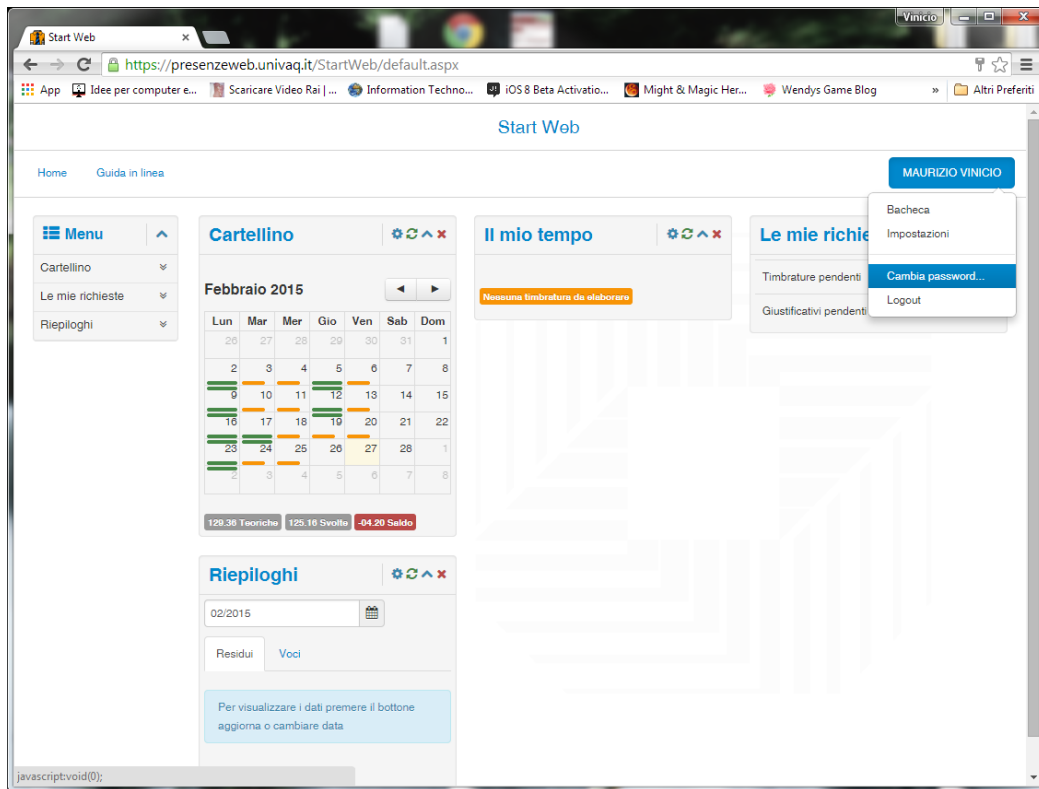 Vinicio
Start Web
https://presenzeweb.univaq.it/StartWeb/default.aspx
App Idee per computer e... Scaricare Video Rai | ... Information Techno... iOS 8 Beta Activatio... Might & Magic Her... Wendys Game Blog » Altri Preferiti
Start Web
Home Guida in linea MAURIZIO VINICIO
Bacheca
Impostazioni
Cambia password...
Logout
Menu
Cartellino
Le mie richieste
Riepiloghi
Cartellino
Febbraio 2015
Lun Mar Mer Gio Ven Sab Dom
26 27 28 29 30 31 1
2 3 4 5 6 7 8
9 10 11 12 13 14 15
16 17 18 19 20 21 22
23 24 25 26 27 28 1
2 3 4 5 6 7 8
129.36 Teoriche 125.16 Svolte -04.20 Saldo
Il mio tempo
Nessuna timbratura da elaborare
Le mie richie
Timbrature pendenti
Giustificativi pendenti
Riepiloghi
02/2015
Residui Voci
Per visualizzare i dati premere il bottone
aggiorna o cambiare data
javascript:void(0);